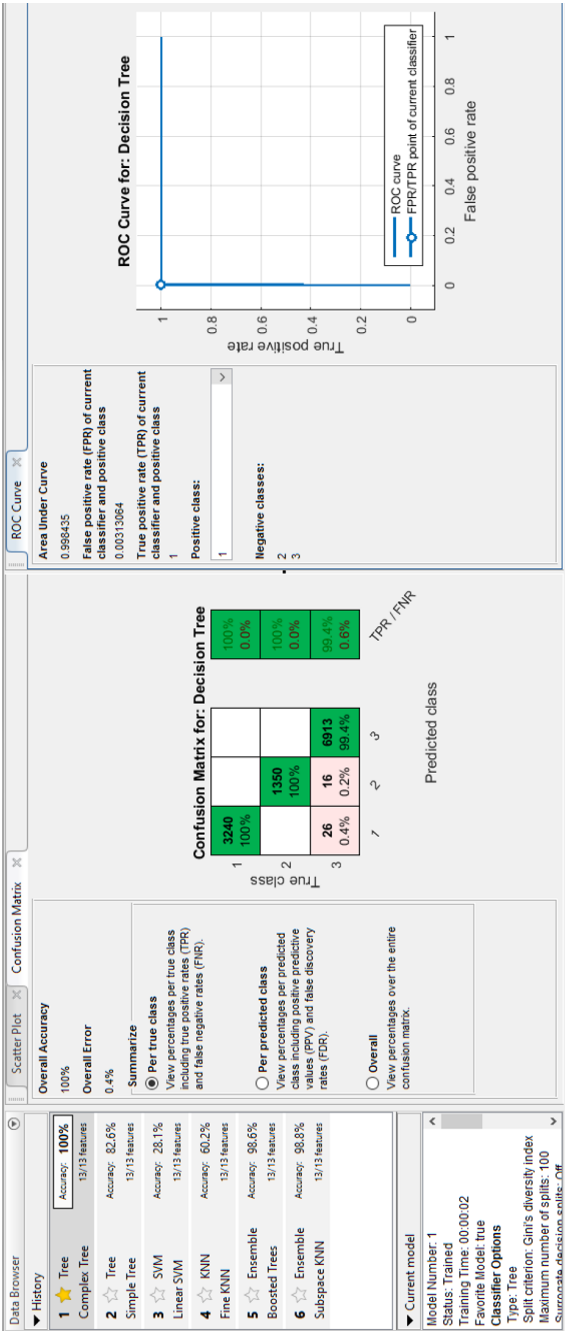 Data Browser
History
1 Tree Accuracy: 100%
Complex Tree 13/13 features
2 Tree Accuracy: 82.6%
Simple Tree 13/13 features
3 SVM Accuracy: 28.1%
Linear SVM 13/13 features
4 KNN Accuracy: 60.2%
Fine KNN 13/13 features
5 Ensemble Accuracy: 98.6%
Boosted Trees 13/13 features
6 Ensemble Accuracy: 98.8%
Subspace KNN 13/13 features
Current model
Model Number: 1
Status: Trained
Training Time: 00:00:02
Favorite Model: true
Classifier Options
Type: Tree
Split criterion: Gini's diversity index
Maximum number of splits: 100
Surrogate decision splits: Off
Scatter Plot
Confusion Matrix
Overall Accuracy
100%
Overall Error
0.4%
Summarize
Per true class
View percentages per true class
including true positive rates (TPR)
and false negative rates (FNR).
Per predicted class
View percentages per predicted
class including positive predictive
values (PPV) and false discovery
rates (FDR).
Overall
View percentages over the entire
confusion matrix.
Confusion Matrix for: Decision Tree
True class
1
3240
100%
100%
0.0%
2
1350
100%
100%
0.0%
3
26
0.4%
16
0.2%
6913
99.4%
99.4%
0.6%
1 2 3 TPR / FNR
Predicted class
ROC Curve
Area Under Curve
0.998435
False positive rate (FPR) of current
classifier and positive class
0.00313064
True positive rate (TPR) of current
classifier and positive class
1
Positive class:
1
Negative classes:
2
3
ROC Curve for: Decision Tree
True positive rate
1
0.8
0.6
0.4
0.2
0
0 0.2 0.4 0.6 0.8 1
False positive rate
ROC curve
FPR/TPR point of current classifier